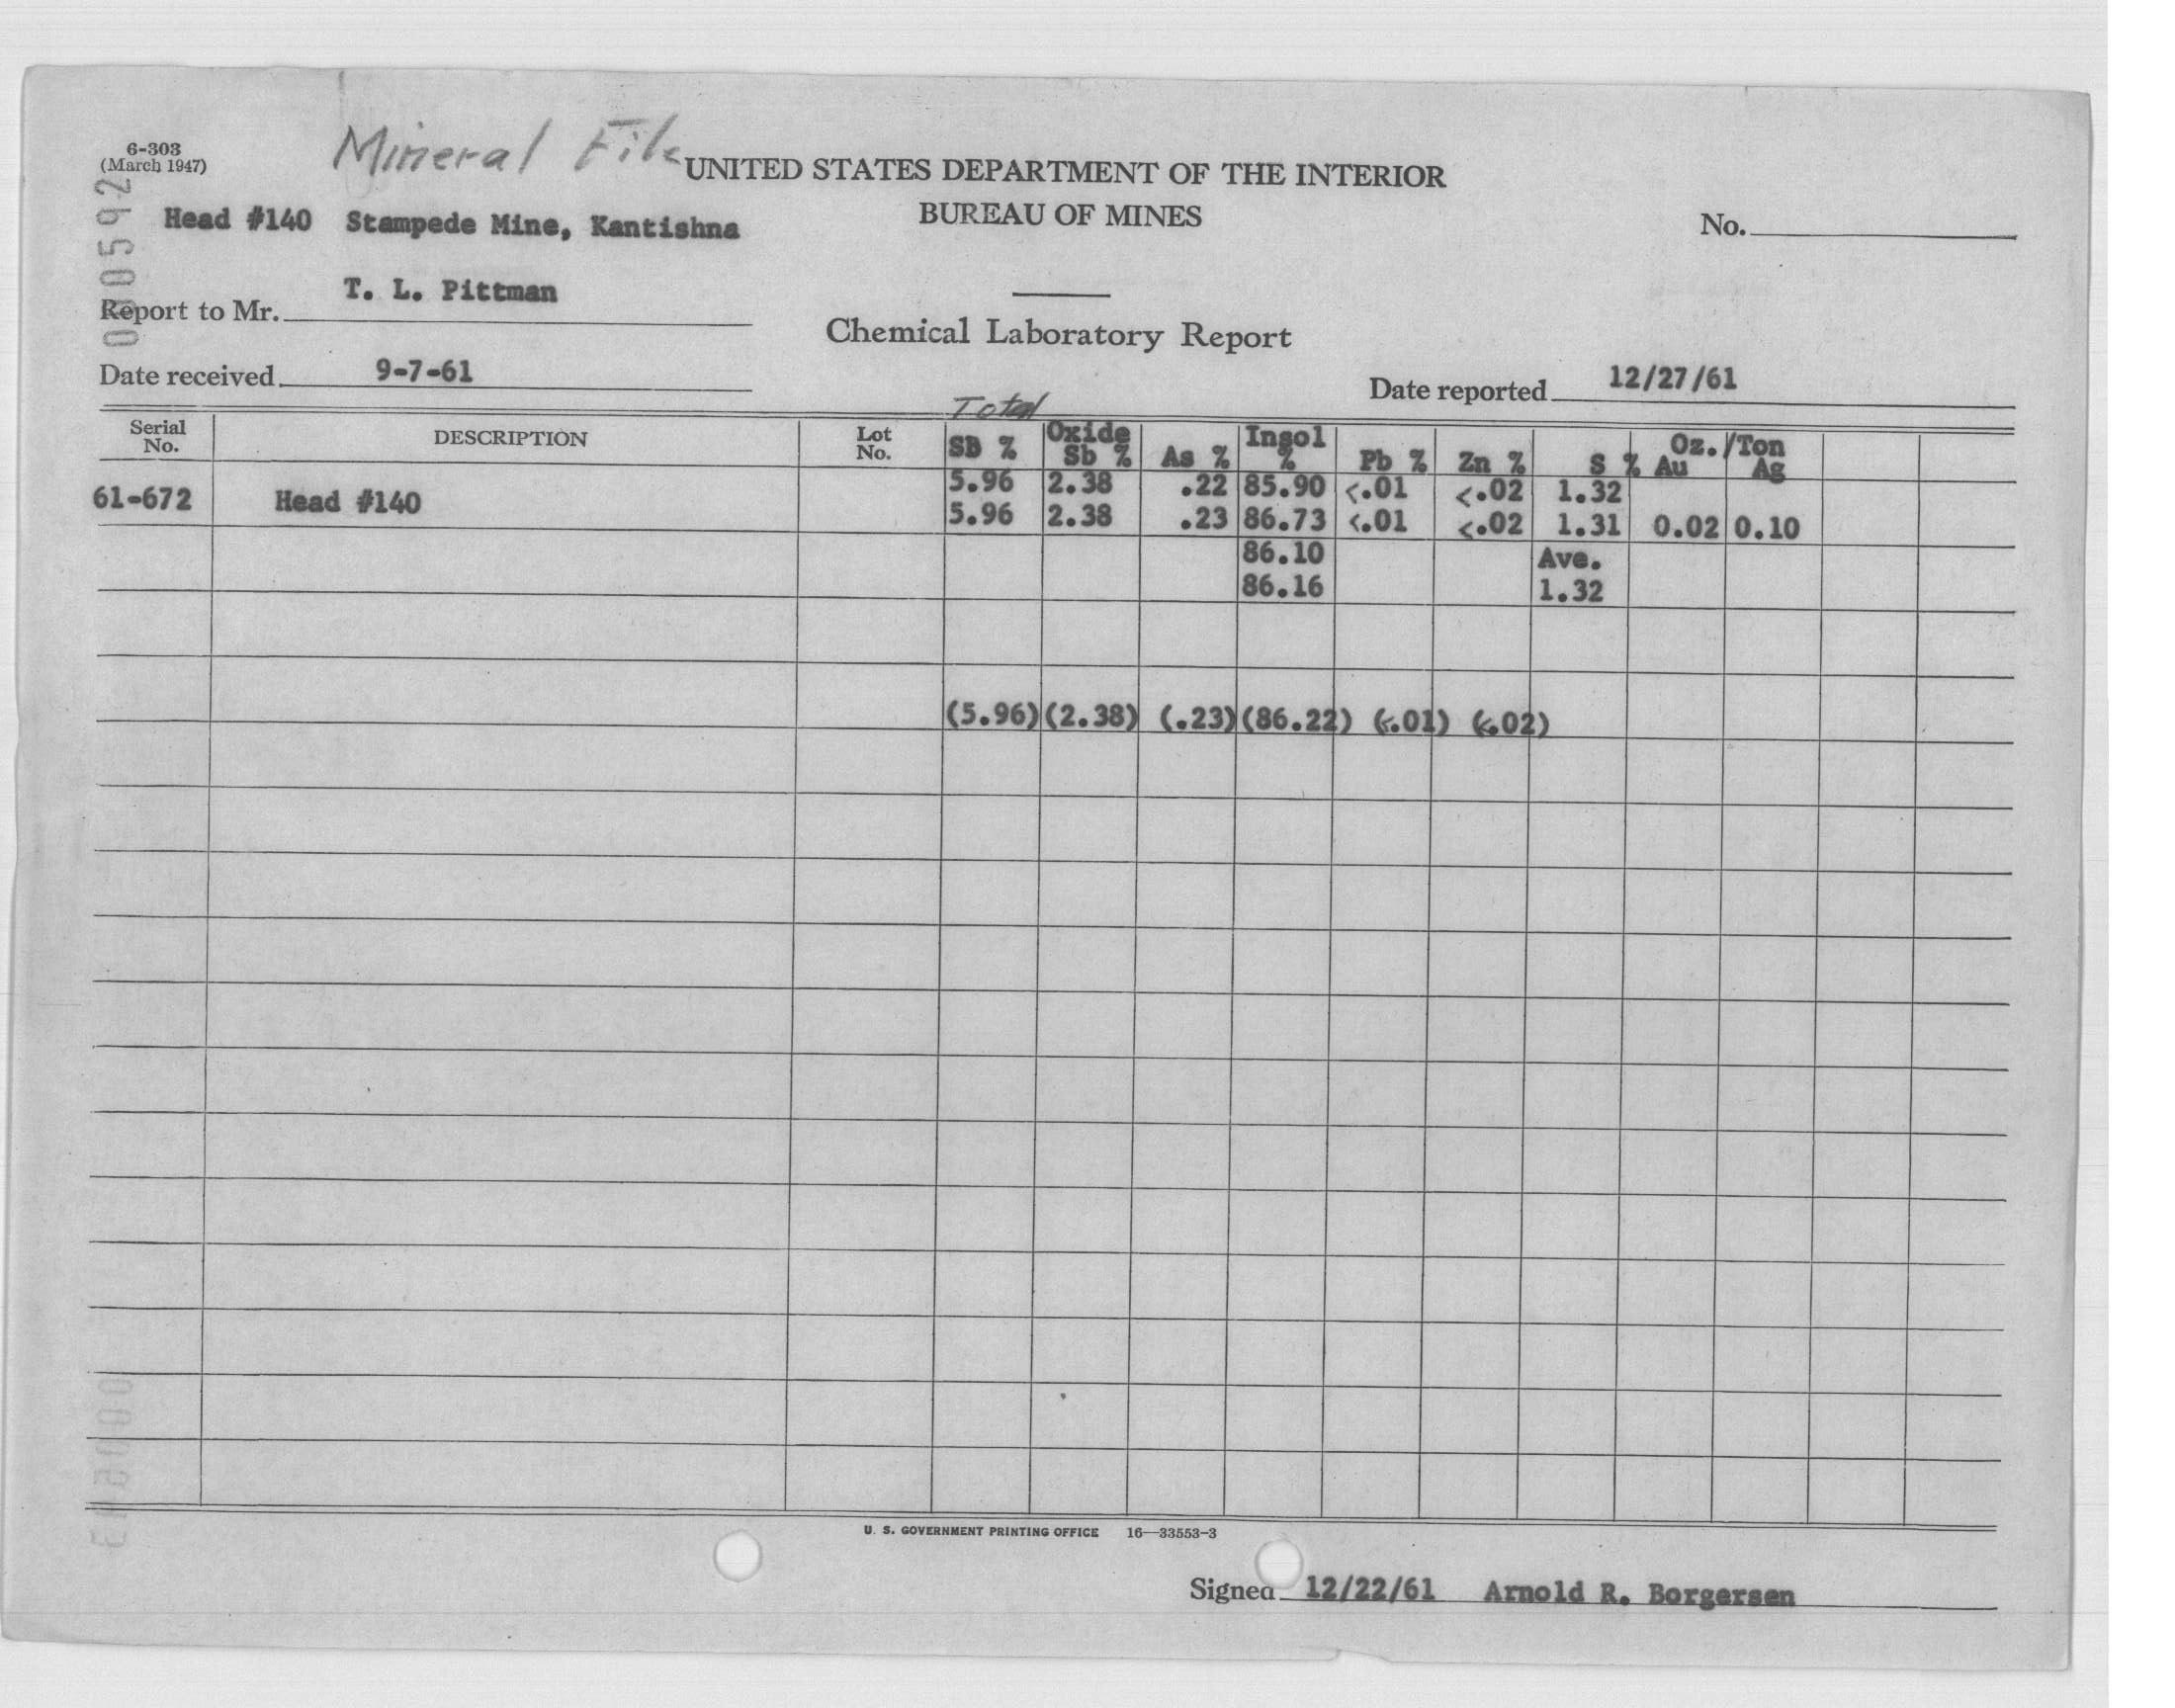 Mineral File
6-303
(March 1947)
UNITED STATES DEPARTMENT OF THE INTERIOR
BUREAU OF MINES
000592
Head #140 Stampede Mine, Kantishna
No.
Report to Mr. T. L. Pittman
Chemical Laboratory Report
Date received 9-7-61
Date reported 12/27/61
Total
Serial No. DESCRIPTION Lot No. SB % Oxide Sb % As % Insol % Pb % Zn % S % Oz./Ton Au Ag
5.96 2.38 .22 85.90 <.01 <.02 1.32
61-672 Head #140
5.96 2.38 .23 86.73 <.01 <.02 1.31 0.02 0.10
86.10 Ave.
86.16 1.32
(5.96) (2.38) (.23) (86.22) (<.01) (<.02)
U. S. GOVERNMENT PRINTING OFFICE 16—33553-3
Signed 12/22/61 Arnold R. Borgersen